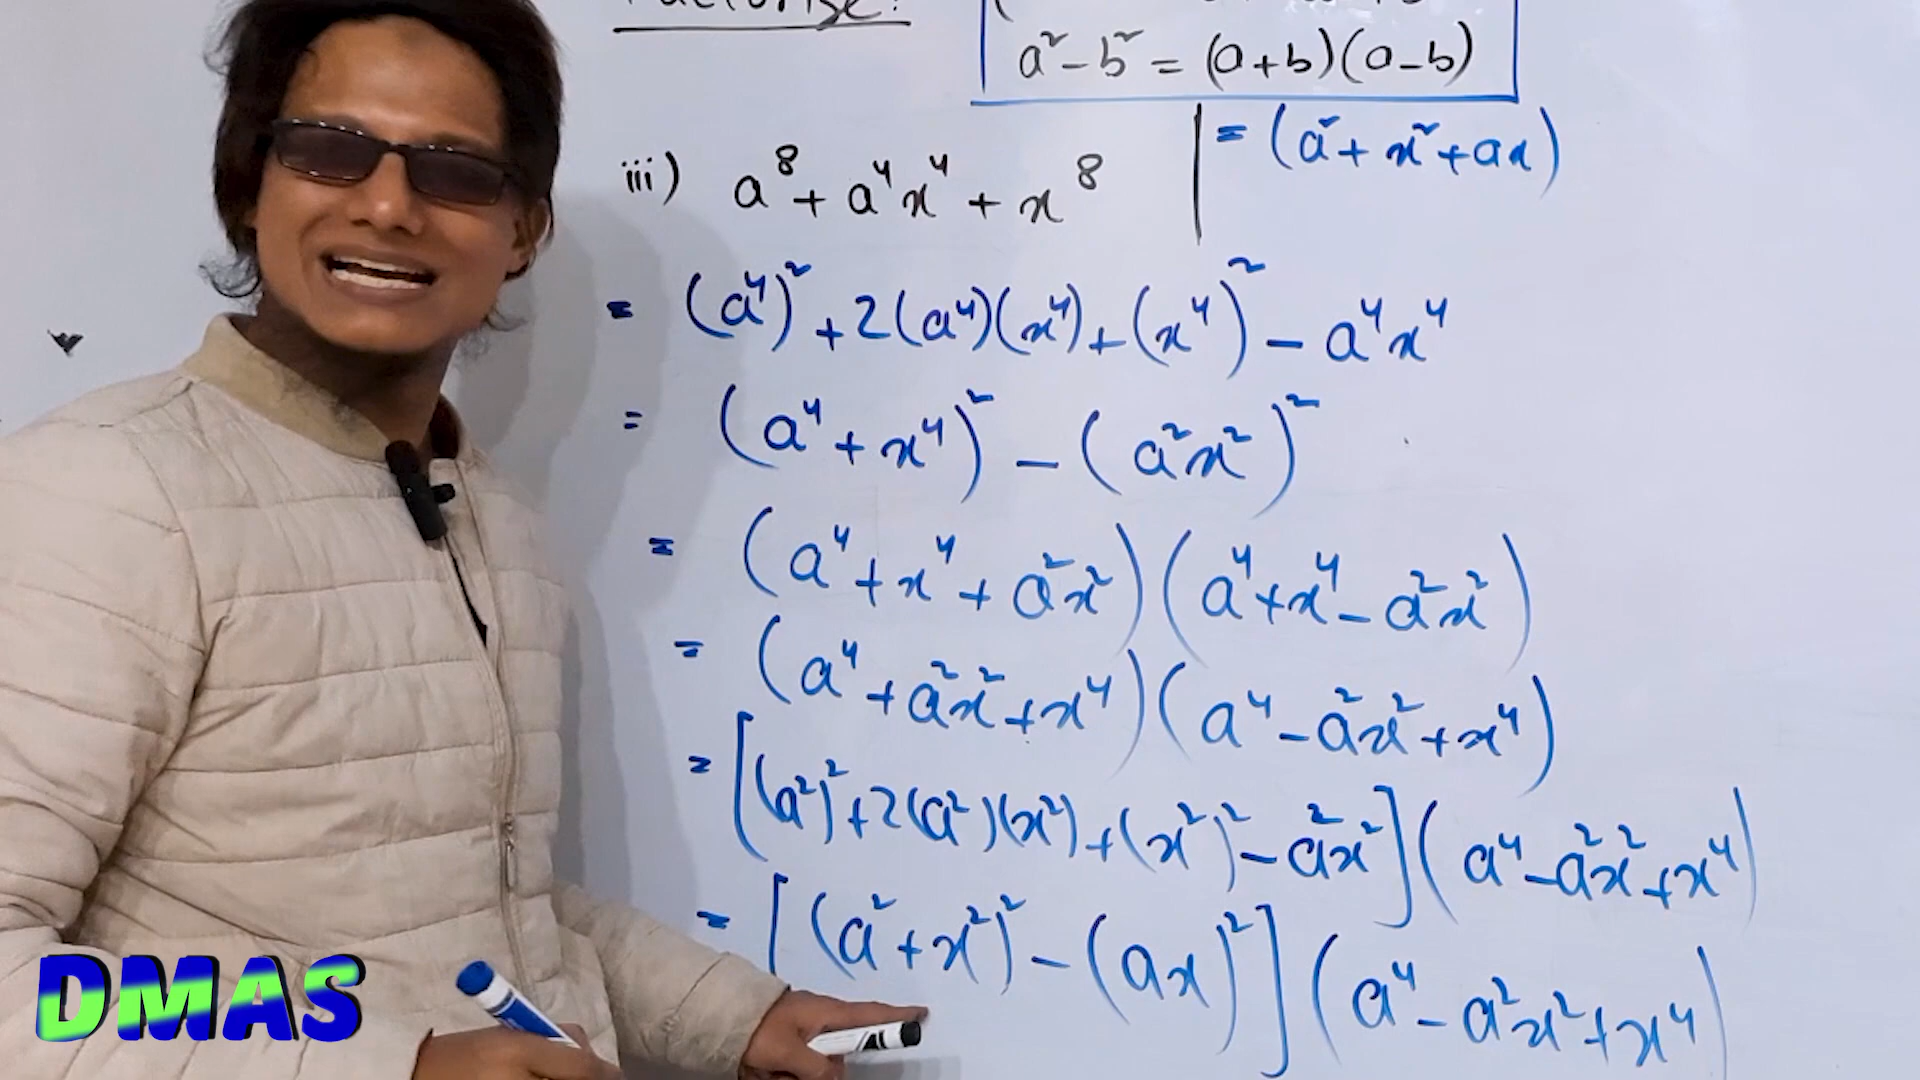 Factorise:
a² - b² = (a+b)(a-b)
iii) a⁸ + a⁴x⁴ + x⁸
= (a² + x² + ax)
= (a⁴)² + 2(a⁴)(x⁴) + (x⁴)² - a⁴x⁴
= (a⁴ + x⁴)² - (a²x²)²
= (a⁴ + x⁴ + a²x²)(a⁴ + x⁴ - a²x²)
= (a⁴ + a²x² + x⁴)(a⁴ - a²x² + x⁴)
= [(a²)² + 2(a²)(x²) + (x²)² - a²x²](a⁴ - a²x² + x⁴)
= [(a² + x²)² - (ax)²](a⁴ - a²x² + x⁴)
DMAS